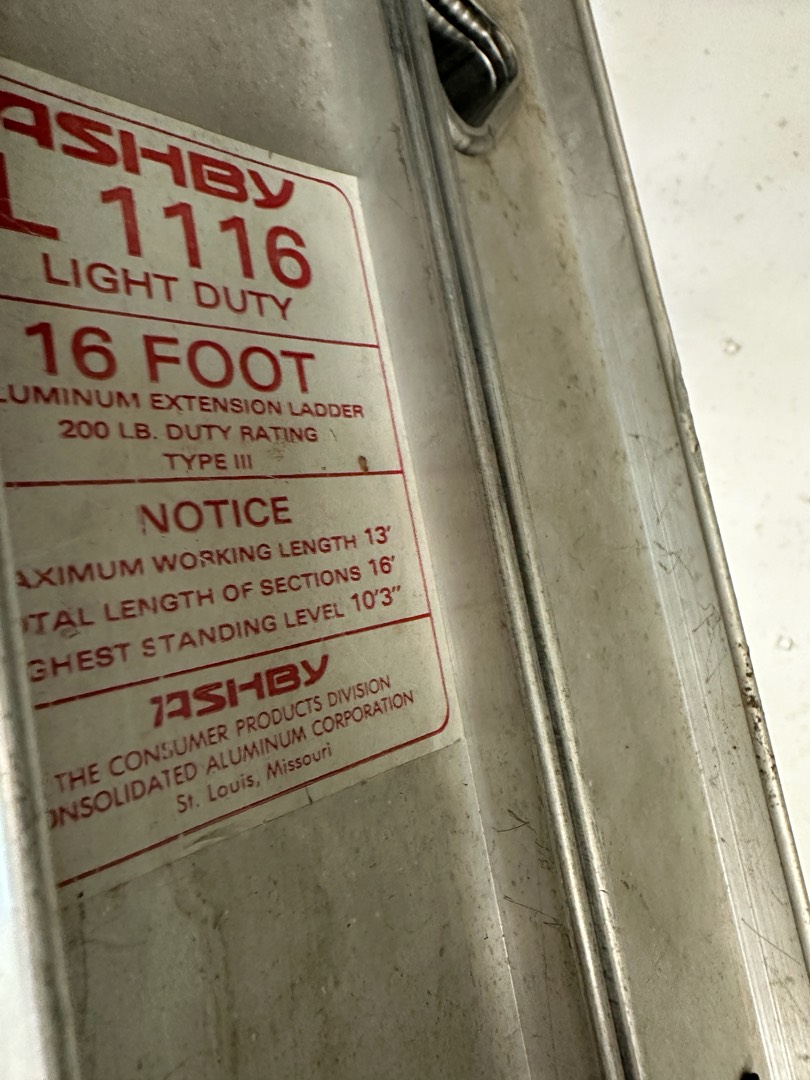 ASHBY
L 1116
LIGHT DUTY
16 FOOT
LUMINUM EXTENSION LADDER
200 LB. DUTY RATING
TYPE III
NOTICE
AXIMUM WORKING LENGTH 13'
TAL LENGTH OF SECTIONS 16'
GHEST STANDING LEVEL 10'3"
ASHBY
THE CONSUMER PRODUCTS DIVISION
ONSOLIDATED ALUMINUM CORPORATION
St. Louis, Missouri